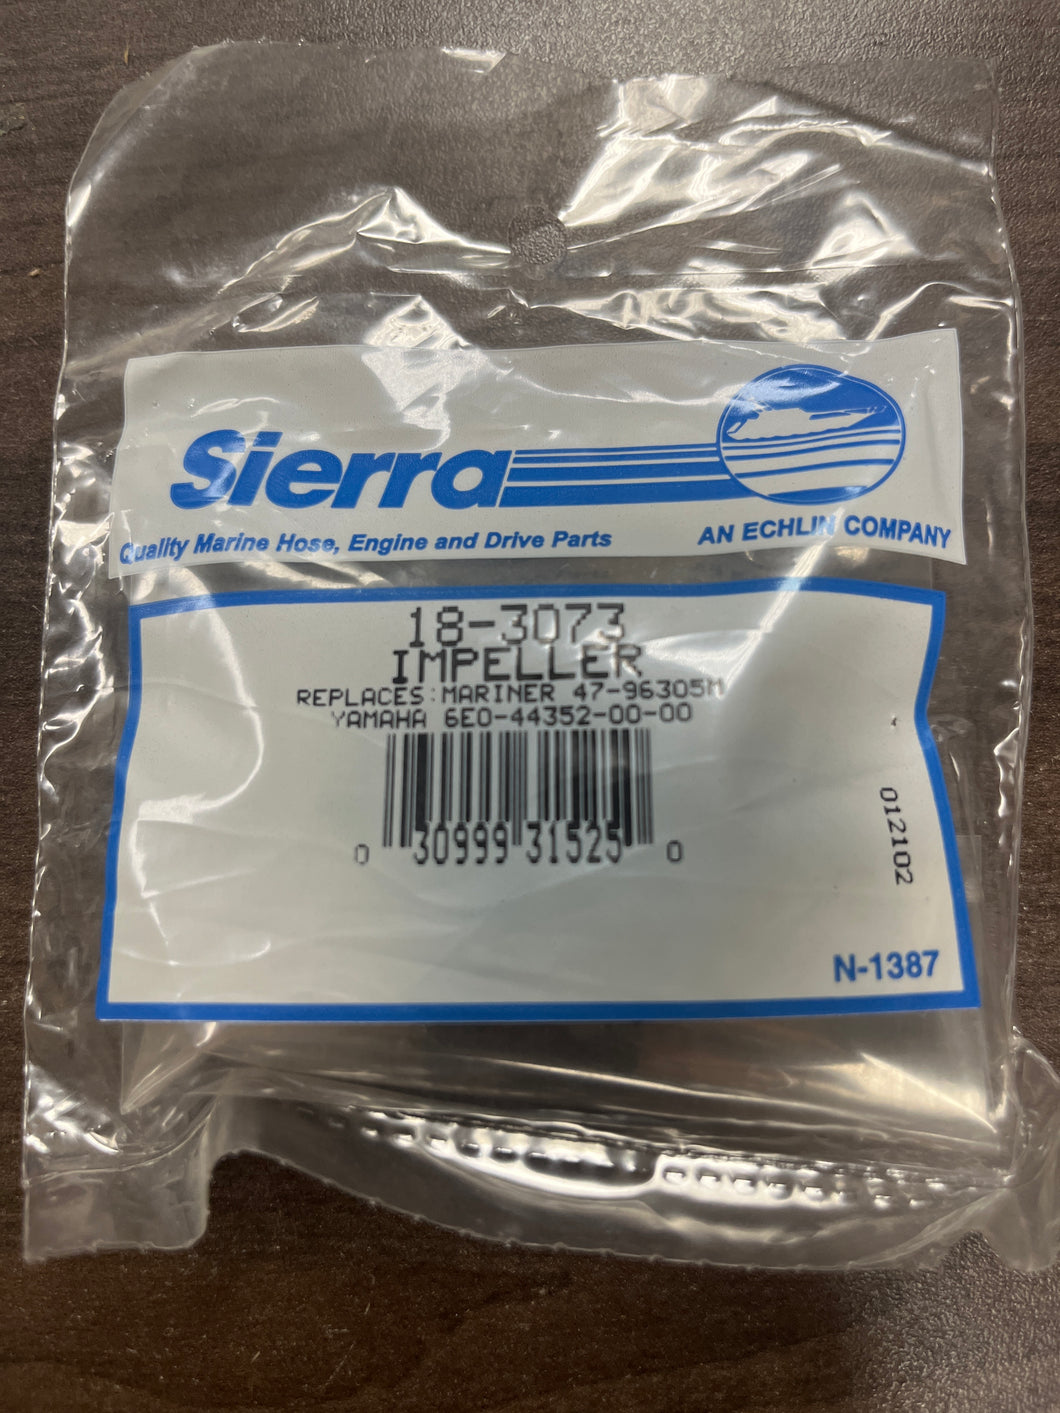 Sierra
Quality Marine Hose, Engine and Drive Parts
AN ECHLIN COMPANY
18-3073
IMPELLER
REPLACES:MARINER 47-96305M
YAMAHA 6E0-44352-00-00
0 30999 31525 0
012102
N-1387